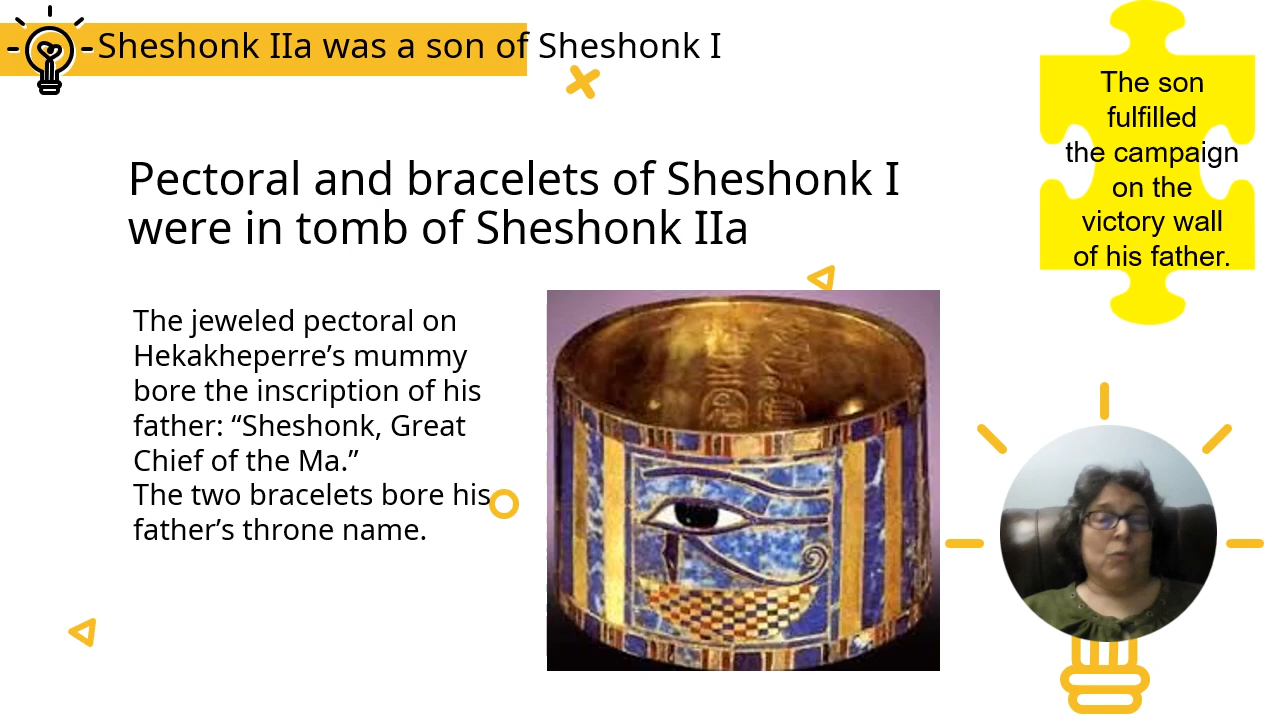 Sheshonk IIa was a son of Sheshonk I
Pectoral and bracelets of Sheshonk I
were in tomb of Sheshonk IIa
The jeweled pectoral on
Hekakheperre’s mummy
bore the inscription of his
father: “Sheshonk, Great
Chief of the Ma.”
The two bracelets bore his
father’s throne name.
The son
fulfilled
the campaign
on the
victory wall
of his father.